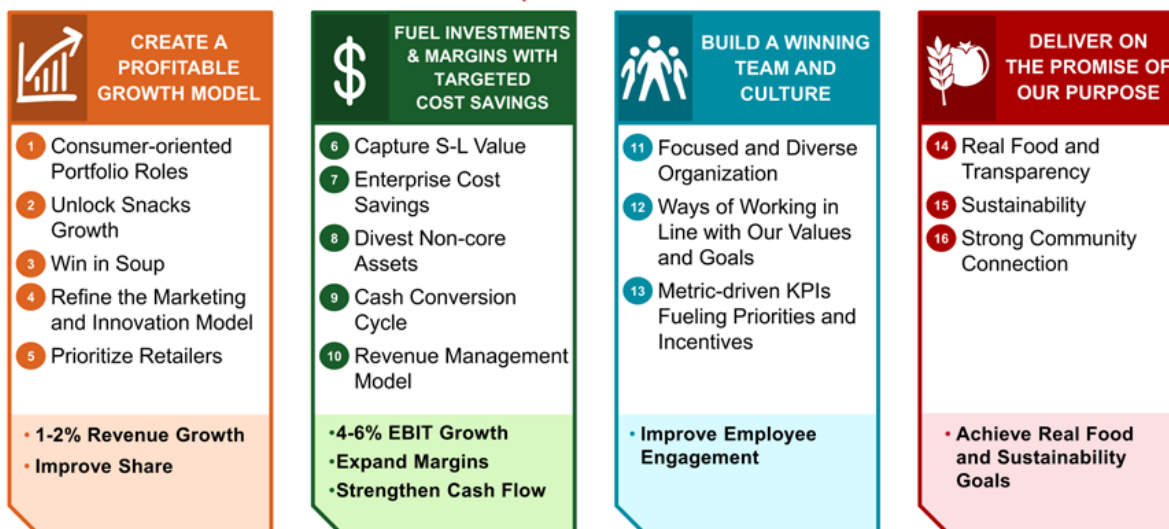 CREATE A
PROFITABLE
GROWTH MODEL
1 Consumer-oriented
Portfolio Roles
2 Unlock Snacks
Growth
3 Win in Soup
4 Refine the Marketing
and Innovation Model
5 Prioritize Retailers
• 1-2% Revenue Growth
• Improve Share
$
FUEL INVESTMENTS
& MARGINS WITH
TARGETED
COST SAVINGS
6 Capture S-L Value
7 Enterprise Cost
Savings
8 Divest Non-core
Assets
9 Cash Conversion
Cycle
10 Revenue Management
Model
•4-6% EBIT Growth
•Expand Margins
•Strengthen Cash Flow
BUILD A WINNING
TEAM AND
CULTURE
11 Focused and Diverse
Organization
12 Ways of Working in
Line with Our Values
and Goals
13 Metric-driven KPIs
Fueling Priorities and
Incentives
• Improve Employee
Engagement
DELIVER ON
THE PROMISE OF
OUR PURPOSE
14 Real Food and
Transparency
15 Sustainability
16 Strong Community
Connection
• Achieve Real Food
and Sustainability
Goals